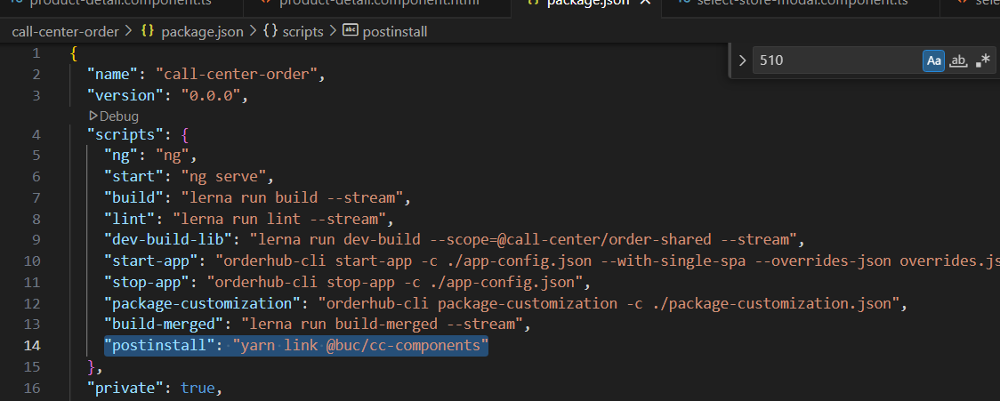 product-detail.component.ts product-detail.component.html package.json select-store-modal.component.ts
call-center-order > {} package.json > {} scripts > abc postinstall
510 Aa ab .*
1 {
2 "name": "call-center-order",
3 "version": "0.0.0",
Debug
4 "scripts": {
5 "ng": "ng",
6 "start": "ng serve",
7 "build": "lerna run build --stream",
8 "lint": "lerna run lint --stream",
9 "dev-build-lib": "lerna run dev-build --scope=@call-center/order-shared --stream",
10 "start-app": "orderhub-cli start-app -c ./app-config.json --with-single-spa --overrides-json overrides.js
11 "stop-app": "orderhub-cli stop-app -c ./app-config.json",
12 "package-customization": "orderhub-cli package-customization -c ./package-customization.json",
13 "build-merged": "lerna run build-merged --stream",
14 "postinstall": "yarn link @buc/cc-components"
15 },
16 "private": true,